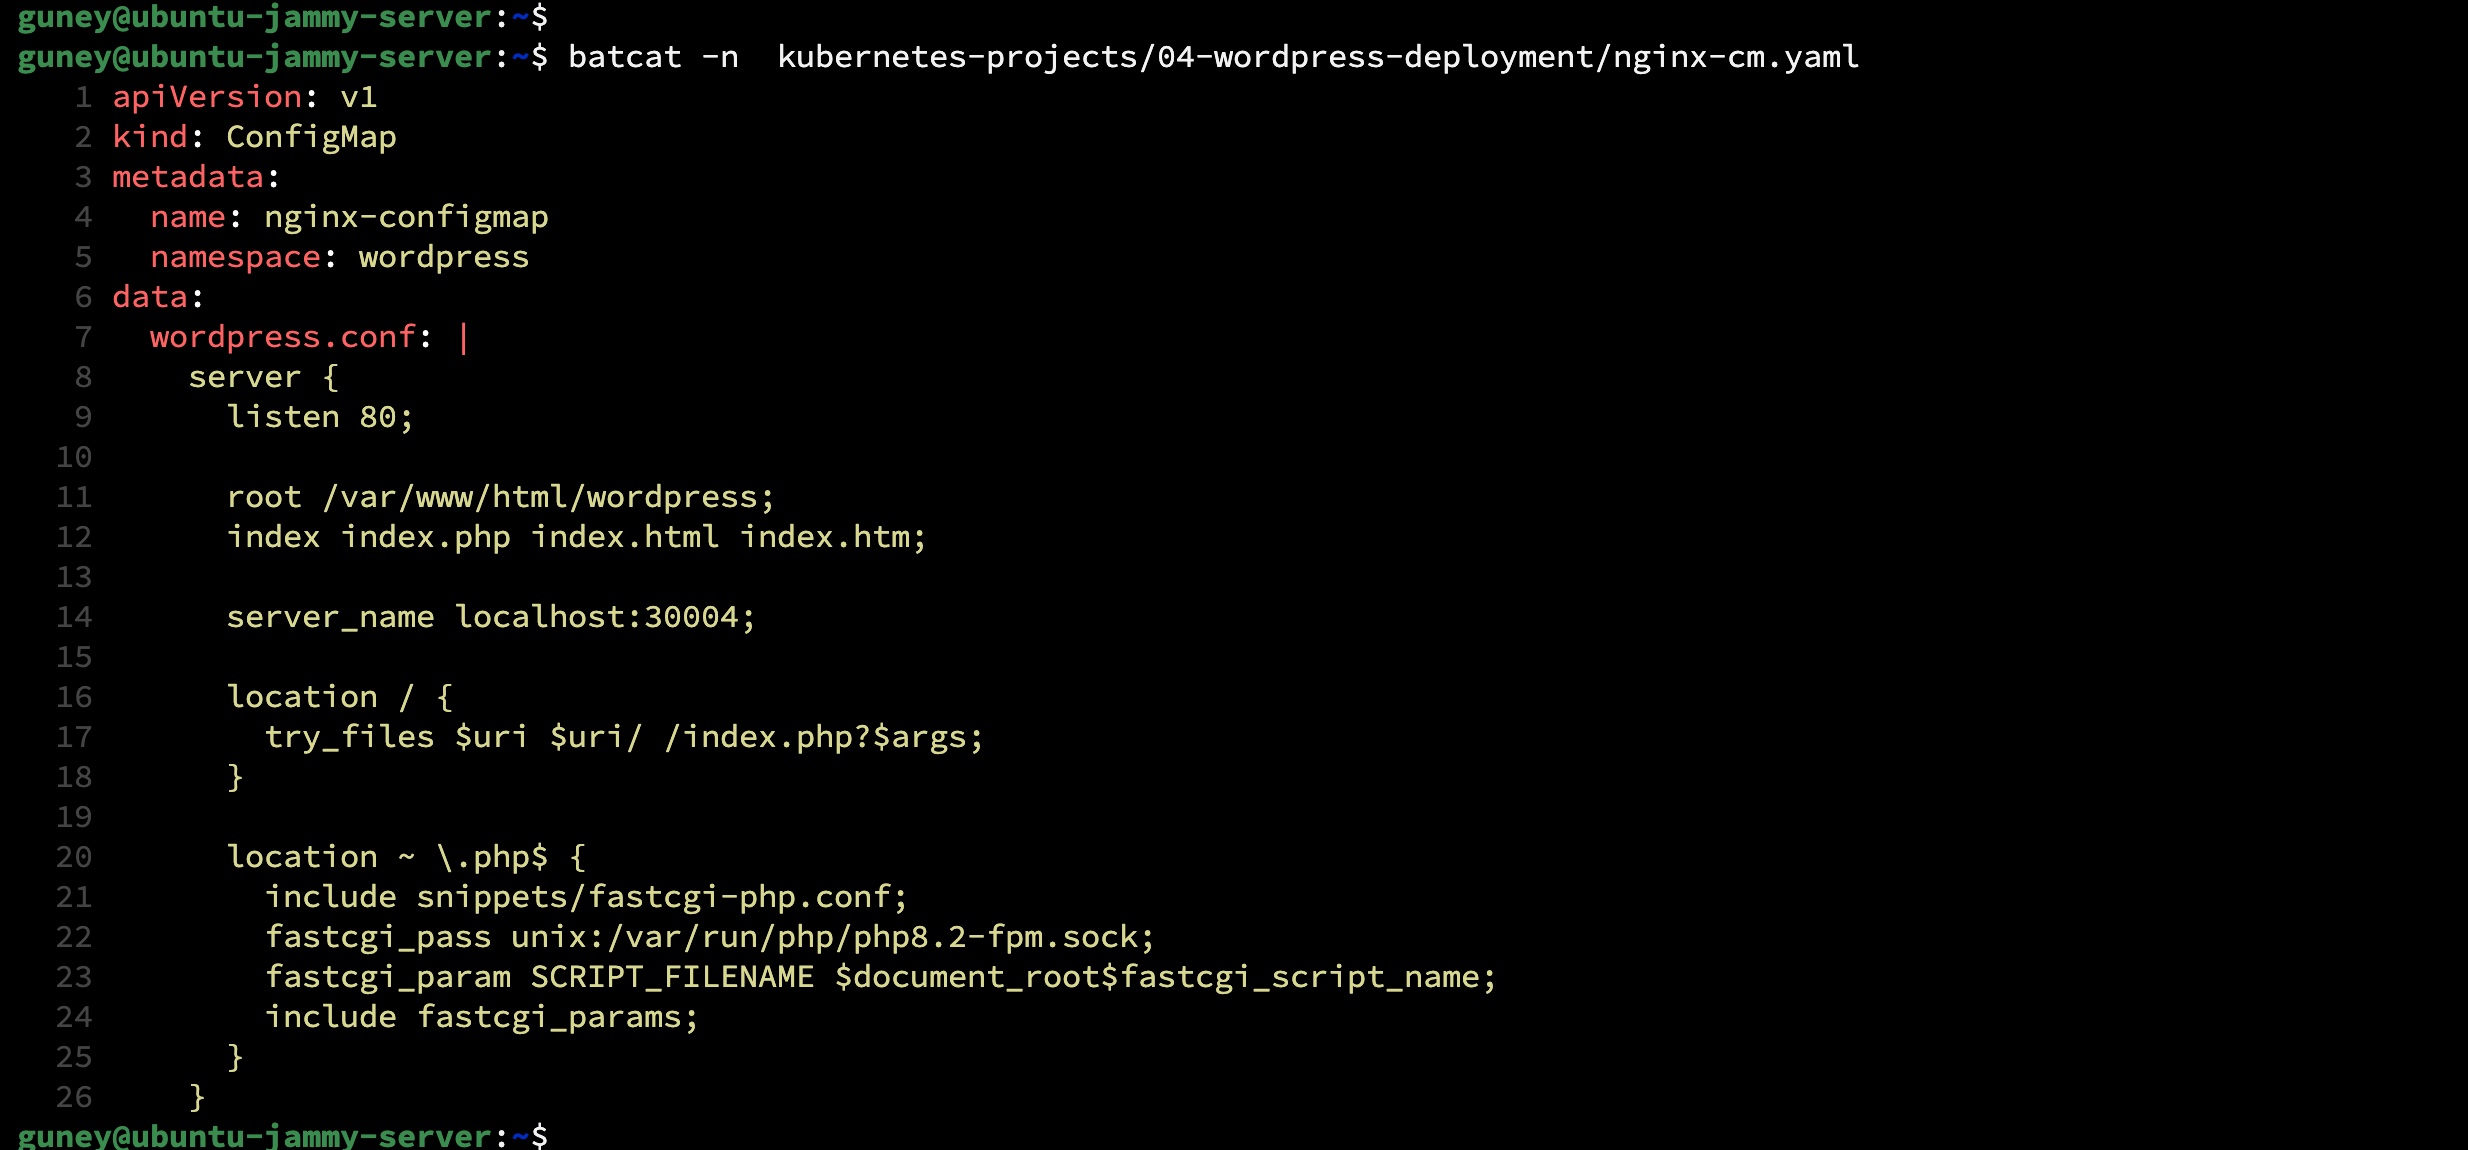 guney@ubuntu-jammy-server:~$
guney@ubuntu-jammy-server:~$ batcat -n  kubernetes-projects/04-wordpress-deployment/nginx-cm.yaml
   1 apiVersion: v1
   2 kind: ConfigMap
   3 metadata:
   4   name: nginx-configmap
   5   namespace: wordpress
   6 data:
   7   wordpress.conf: |
   8     server {
   9       listen 80;
  10
  11       root /var/www/html/wordpress;
  12       index index.php index.html index.htm;
  13
  14       server_name localhost:30004;
  15
  16       location / {
  17         try_files $uri $uri/ /index.php?$args;
  18       }
  19
  20       location ~ \.php$ {
  21         include snippets/fastcgi-php.conf;
  22         fastcgi_pass unix:/var/run/php/php8.2-fpm.sock;
  23         fastcgi_param SCRIPT_FILENAME $document_root$fastcgi_script_name;
  24         include fastcgi_params;
  25       }
  26     }
guney@ubuntu-jammy-server:~$